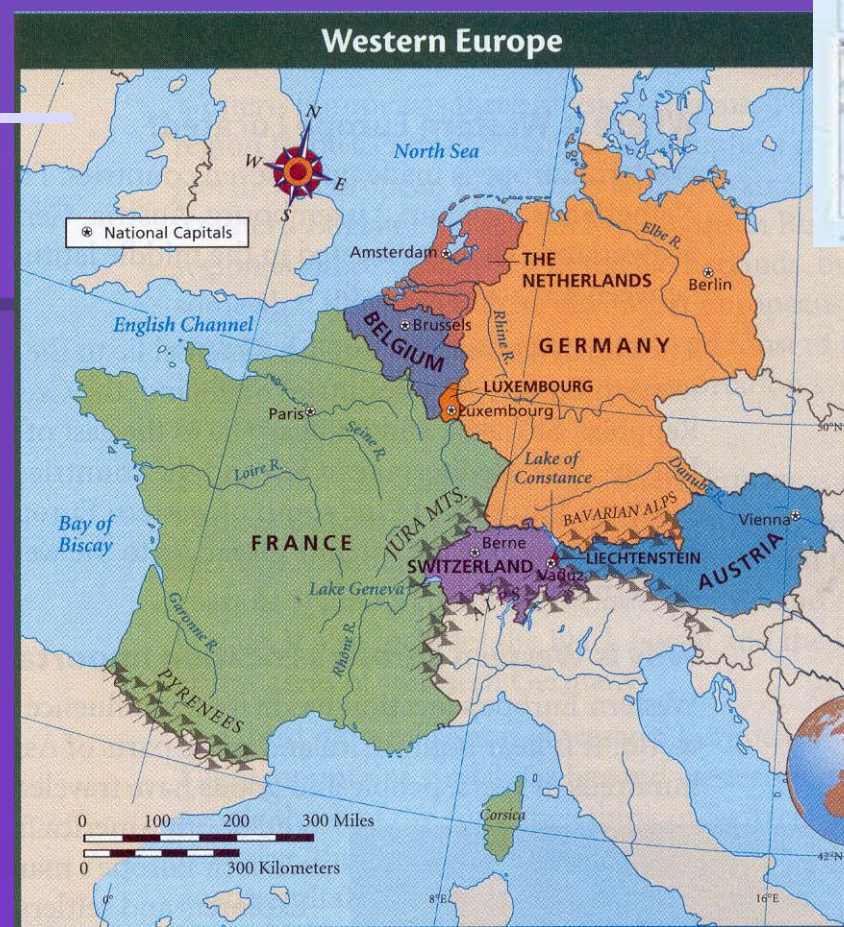 Western Europe
N
W
E
S
North Sea
National Capitals
Amsterdam
THE
NETHERLANDS
Elbe R.
Berlin
English Channel
BELGIUM
Brussels
Rhine R.
GERMANY
LUXEMBOURG
Luxembourg
Paris
Seine R.
50°N
Loire R.
Lake of
Constance
Danube R.
Bay of
Biscay
FRANCE
JURA MTS.
BAVARIAN ALPS
Vienna
Berne
SWITZERLAND
LIECHTENSTEIN
Vaduz
AUSTRIA
Lake Geneva
ALPS
Garonne R.
Rhône R.
PYRENEES
Corsica
0 100 200 300 Miles
0 300 Kilometers
42°N
0°
8°E
16°E